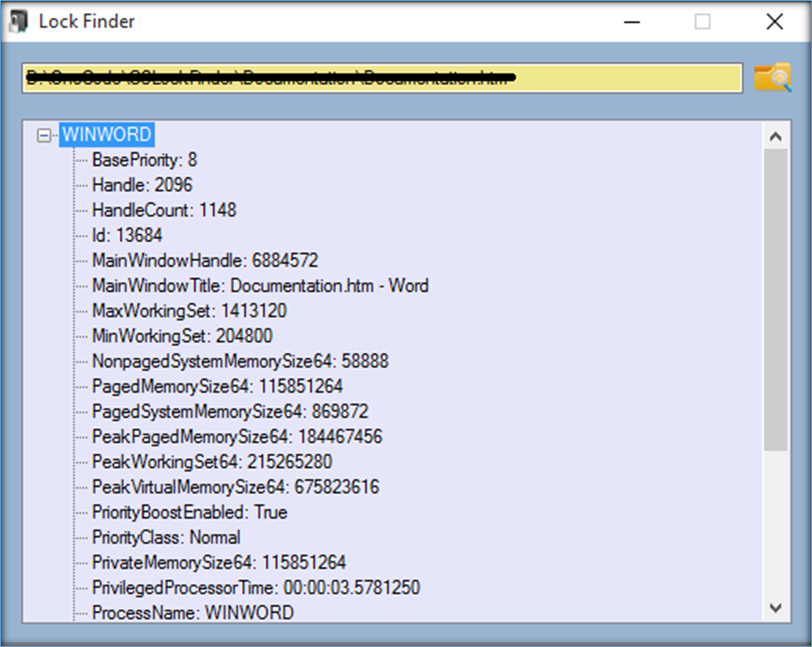 Lock Finder
WINWORD
BasePriority: 8
Handle: 2096
HandleCount: 1148
Id: 13684
MainWindowHandle: 6884572
MainWindowTitle: Documentation.htm - Word
MaxWorkingSet: 1413120
MinWorkingSet: 204800
NonpagedSystemMemorySize64: 58888
PagedMemorySize64: 115851264
PagedSystemMemorySize64: 869872
PeakPagedMemorySize64: 184467456
PeakWorkingSet64: 215265280
PeakVirtualMemorySize64: 675823616
PriorityBoostEnabled: True
PriorityClass: Normal
PrivateMemorySize64: 115851264
PrivilegedProcessorTime: 00:00:03.5781250
ProcessName: WINWORD